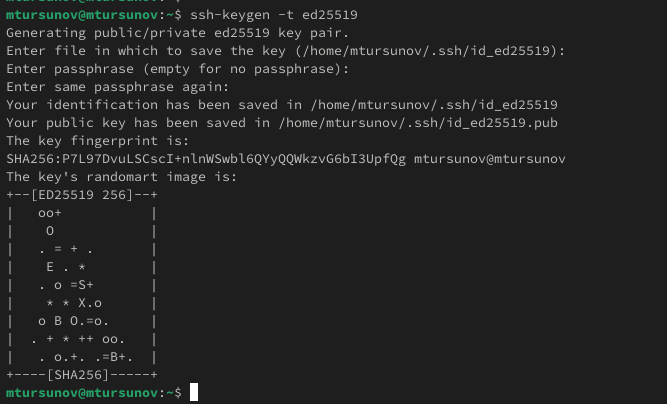 mtursunov@mtursunov:~$ ssh-keygen -t ed25519
Generating public/private ed25519 key pair.
Enter file in which to save the key (/home/mtursunov/.ssh/id_ed25519):
Enter passphrase (empty for no passphrase):
Enter same passphrase again:
Your identification has been saved in /home/mtursunov/.ssh/id_ed25519
Your public key has been saved in /home/mtursunov/.ssh/id_ed25519.pub
The key fingerprint is:
SHA256:P7L97DvuLSCscI+nlnWSwbl6QYyQQWkzvG6bI3UpfQg mtursunov@mtursunov
The key's randomart image is:
+--[ED25519 256]--+
|   oo+           |
|    O            |
|   . = + .       |
|    E . *        |
|   . o =S+       |
|    * * X.o      |
|   o B O.=o.     |
|  . + * ++ oo.   |
|   . o.+. .=B+.  |
+----[SHA256]-----+
mtursunov@mtursunov:~$